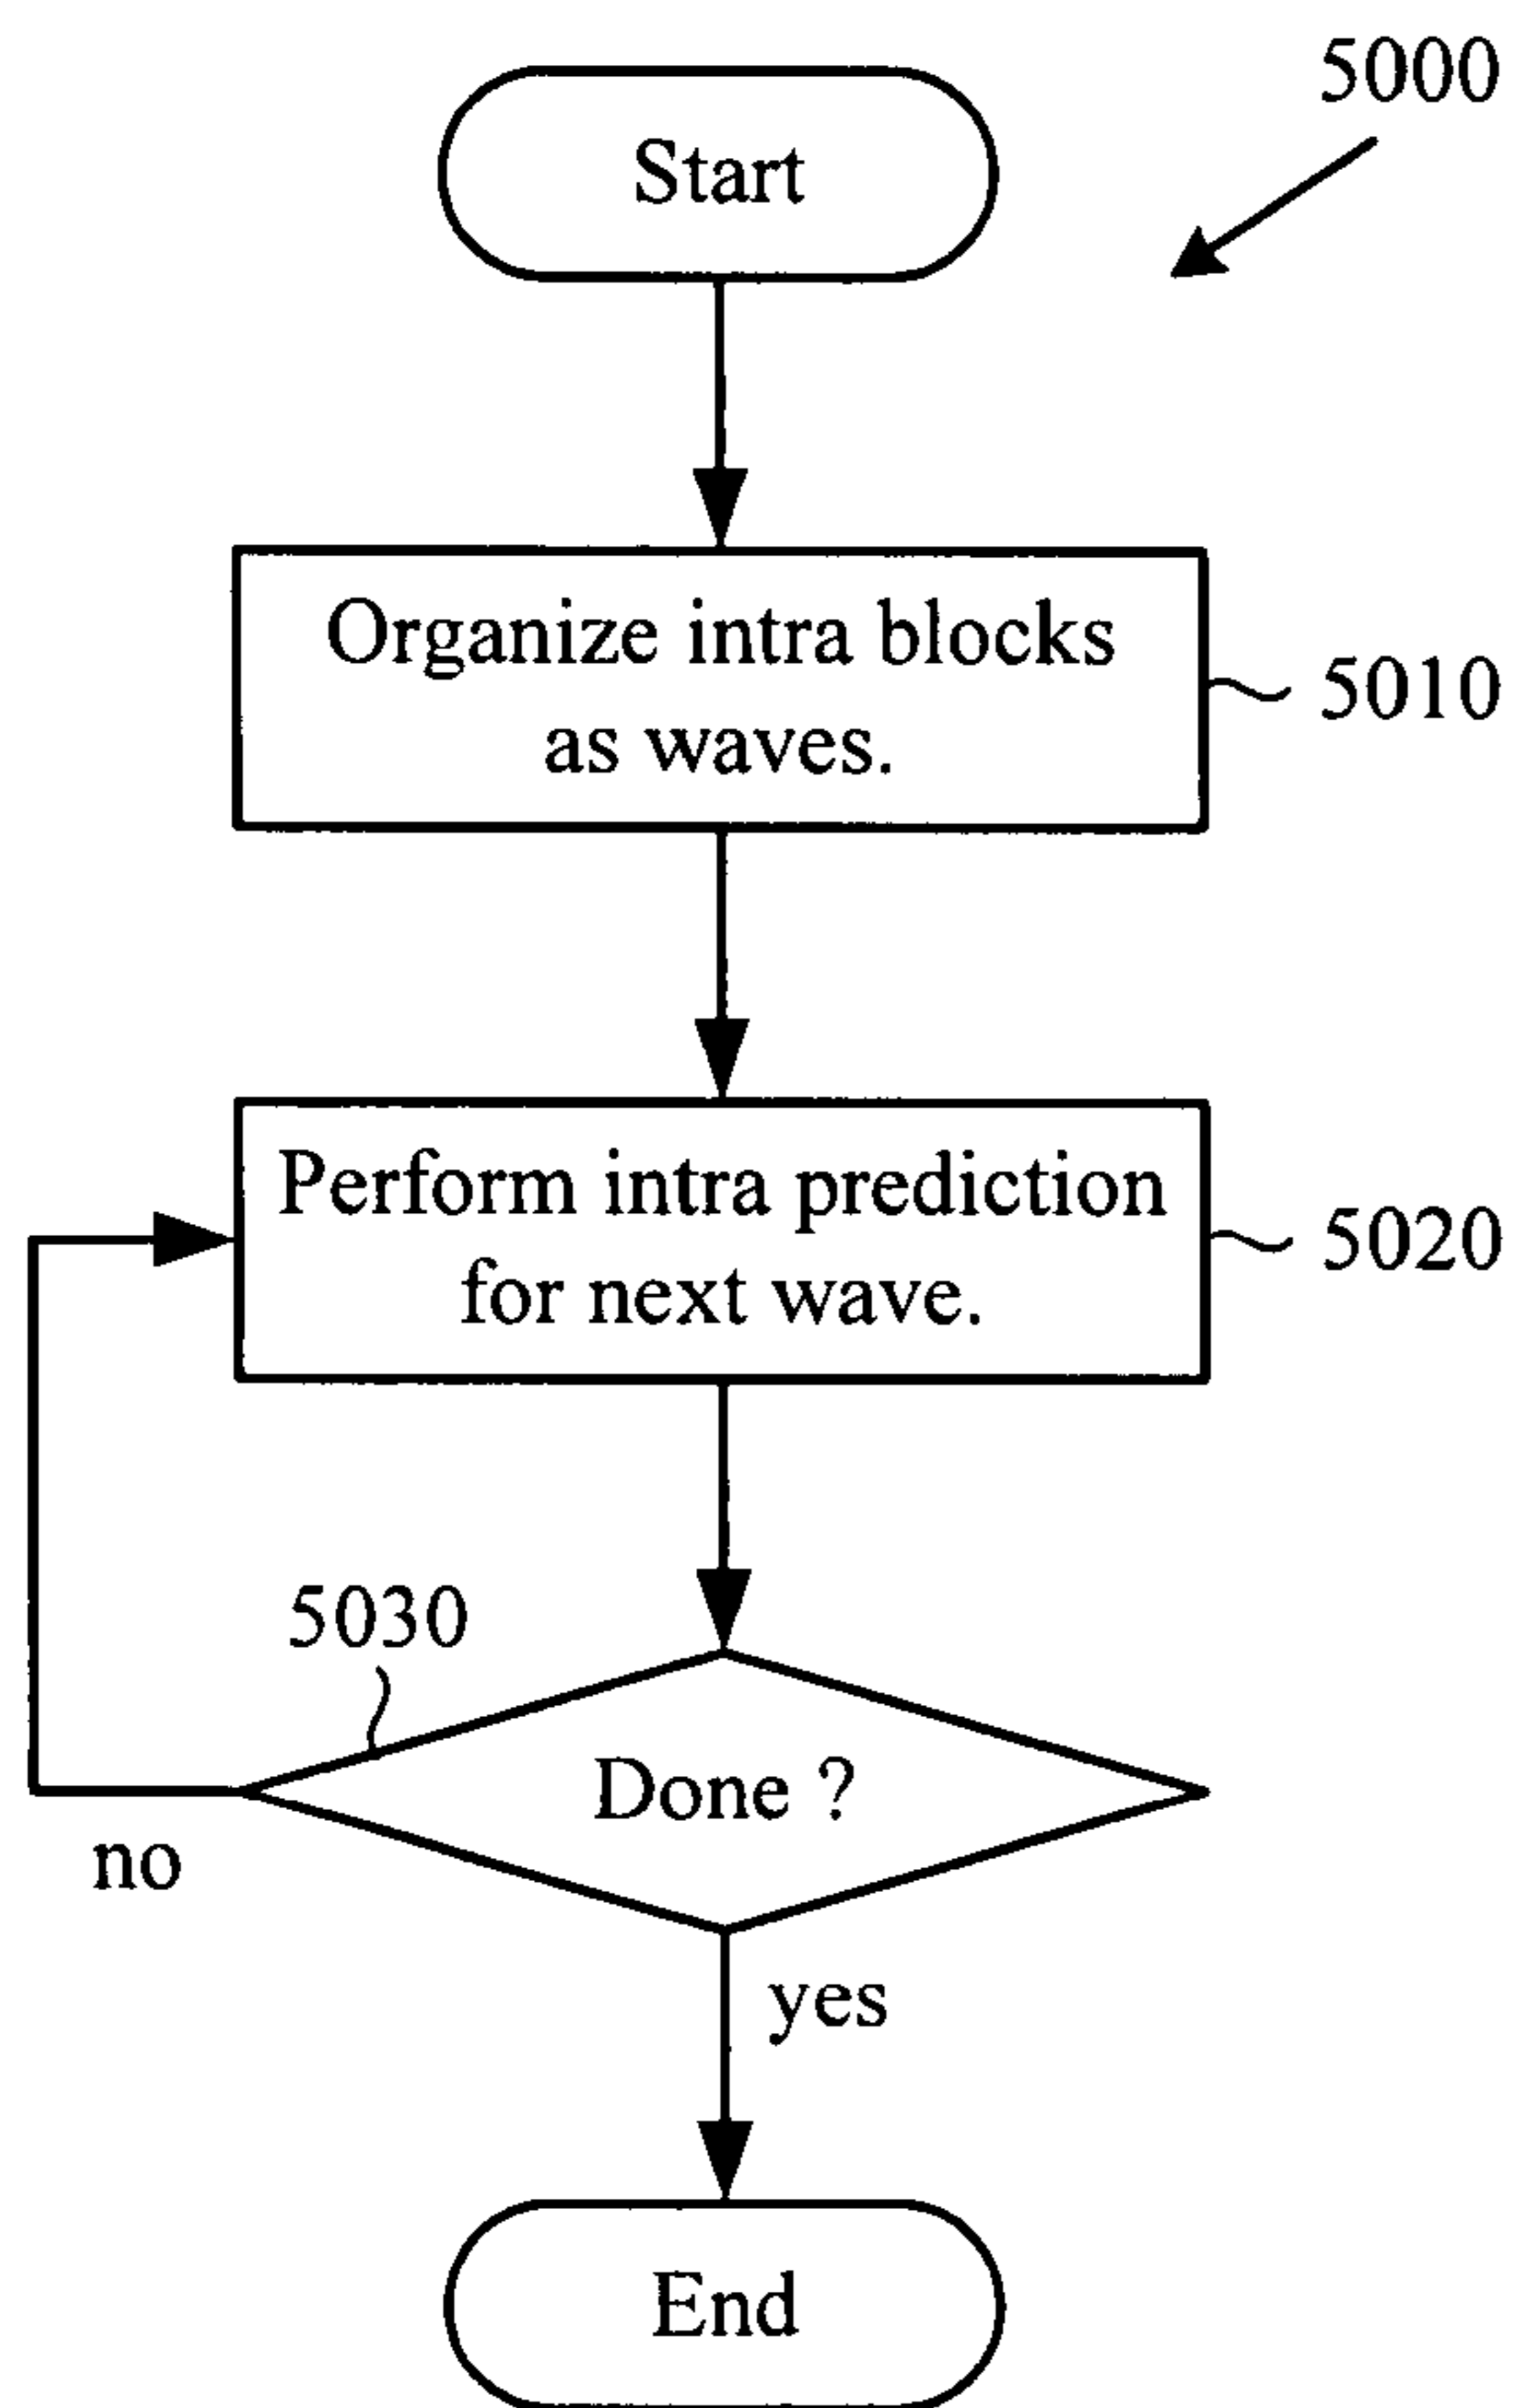 5000
Start
Organize intra blocks
as waves.
5010
Perform intra prediction
for next wave.
5020
5030
Done ?
no
yes
End